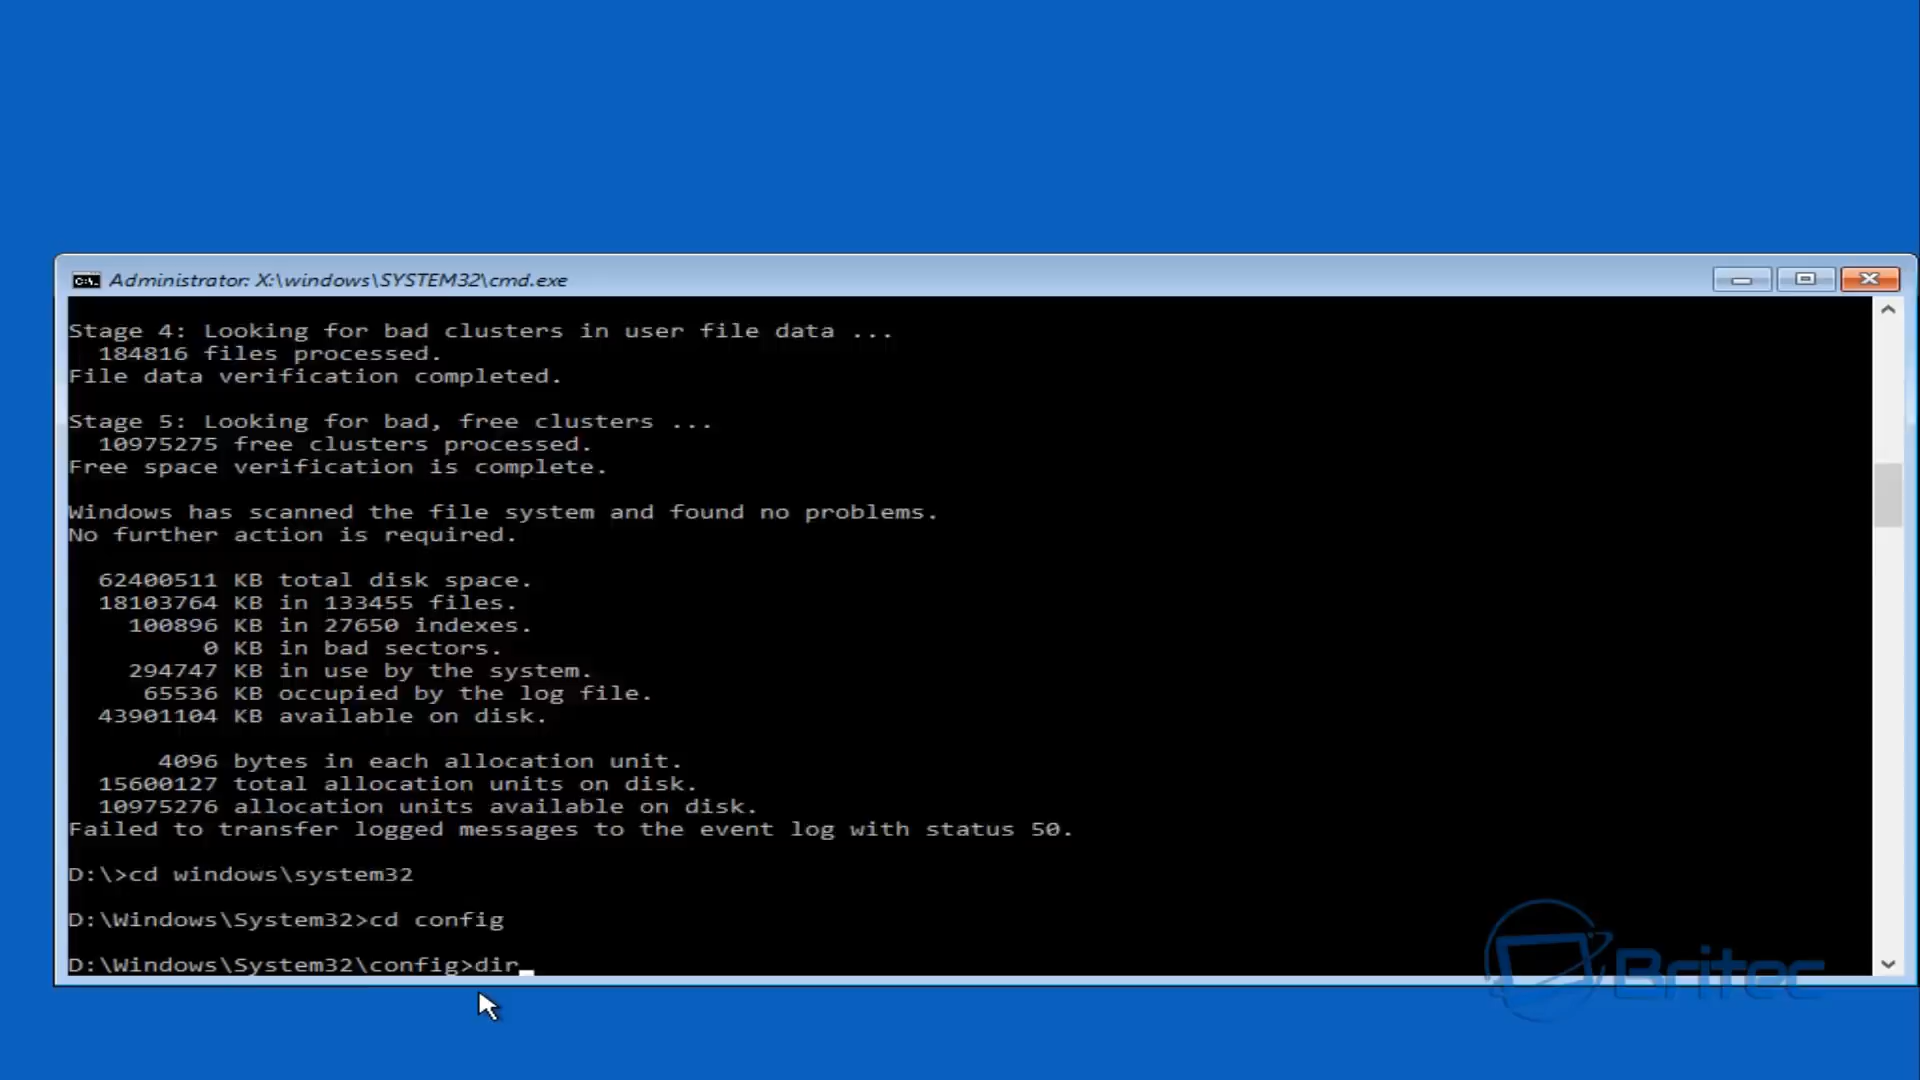 Administrator: X:\windows\SYSTEM32\cmd.exe
Stage 4: Looking for bad clusters in user file data ...
184816 files processed.
File data verification completed.
Stage 5: Looking for bad, free clusters ...
10975275 free clusters processed.
Free space verification is complete.
Windows has scanned the file system and found no problems.
No further action is required.
62400511 KB total disk space.
18103764 KB in 133455 files.
100896 KB in 27650 indexes.
0 KB in bad sectors.
294747 KB in use by the system.
65536 KB occupied by the log file.
43901104 KB available on disk.
4096 bytes in each allocation unit.
15600127 total allocation units on disk.
10975276 allocation units available on disk.
Failed to transfer logged messages to the event log with status 50.
D:\>cd windows\system32
D:\Windows\System32>cd config
D:\Windows\System32\config>dir_
Britec